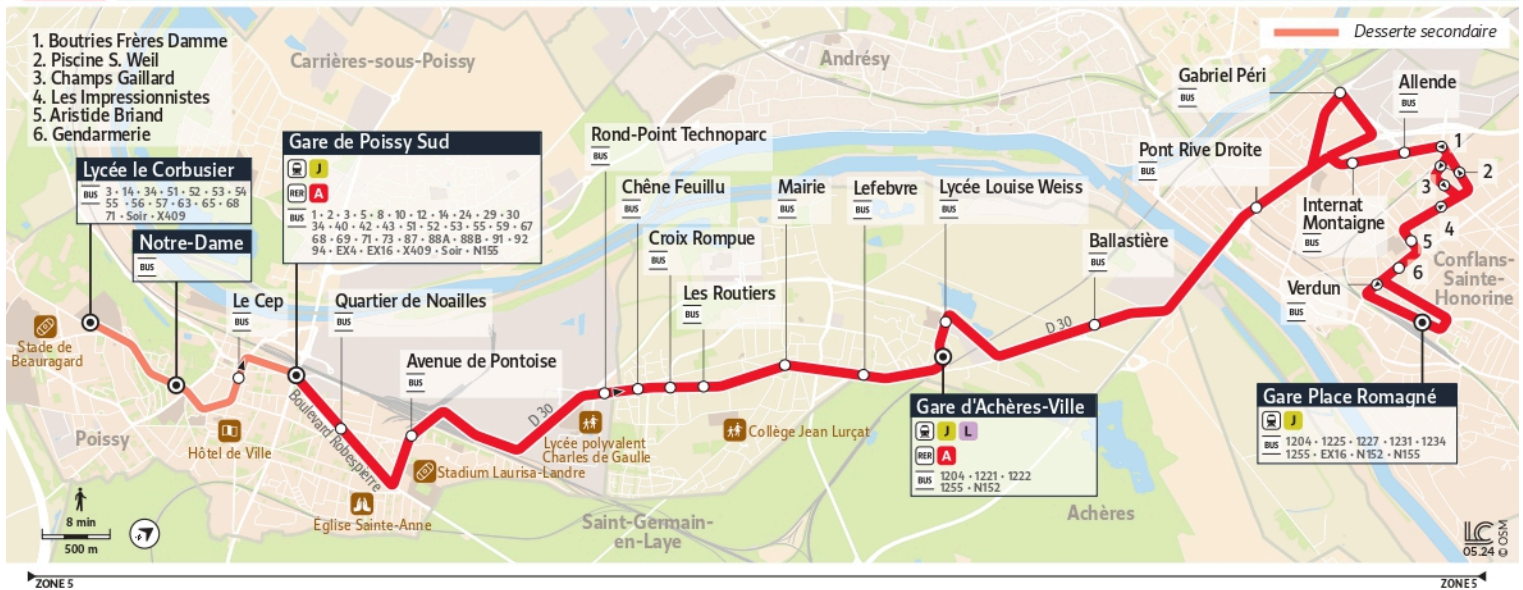 1. Boutries Frères Damme
2. Piscine S. Weil
3. Champs Gaillard
4. Les Impressionnistes
5. Aristide Briand
6. Gendarmerie
Desserte secondaire
Carrières-sous-Poissy
Andrésy
Gabriel Péri
BUS
Allende
BUS
Lycée le Corbusier
BUS 3 • 14 • 34 • 51 • 52 • 53 • 54
55 • 56 • 57 • 63 • 65 • 68
71 • Soir • X409
Gare de Poissy Sud
J
RER A
BUS 1 • 2 • 3 • 5 • 8 • 10 • 12 • 14 • 24 • 29 • 30
34 • 40 • 42 • 43 • 51 • 52 • 53 • 55 • 59 • 67
68 • 69 • 71 • 73 • 87 • 88A • 88B • 91 • 92
94 • EX4 • EX16 • X409 • Soir • N155
Notre-Dame
BUS
Le Cep
BUS
Quartier de Noailles
BUS
Avenue de Pontoise
BUS
Rond-Point Technoparc
BUS
Chêne Feuillu
BUS
Croix Rompue
BUS
Les Routiers
BUS
Mairie
BUS
Lefebvre
BUS
Lycée Louise Weiss
BUS
Ballastière
BUS
Pont Rive Droite
BUS
Internat
Montaigne
BUS
Verdun
BUS
1
2
3
4
5
6
Conflans-
Sainte-
Honorine
Stade de
Beauragard
Poissy
Hôtel de Ville
Boulevard Robespierre
Église Sainte-Anne
Stadium Laurisa-Landre
D 30
Lycée polyvalent
Charles de Gaulle
Collège Jean Lurçat
D 30
Saint-Germain-
en-Laye
Achères
Gare d'Achères-Ville
J L
RER A
BUS 1204 • 1221 • 1222
1255 • N152
Gare Place Romagné
J
BUS 1204 • 1225 • 1227 • 1231 • 1234
1255 • EX16 • N152 • N155
8 min
500 m
LC
05.24
© OSM
ZONE 5
ZONE 5